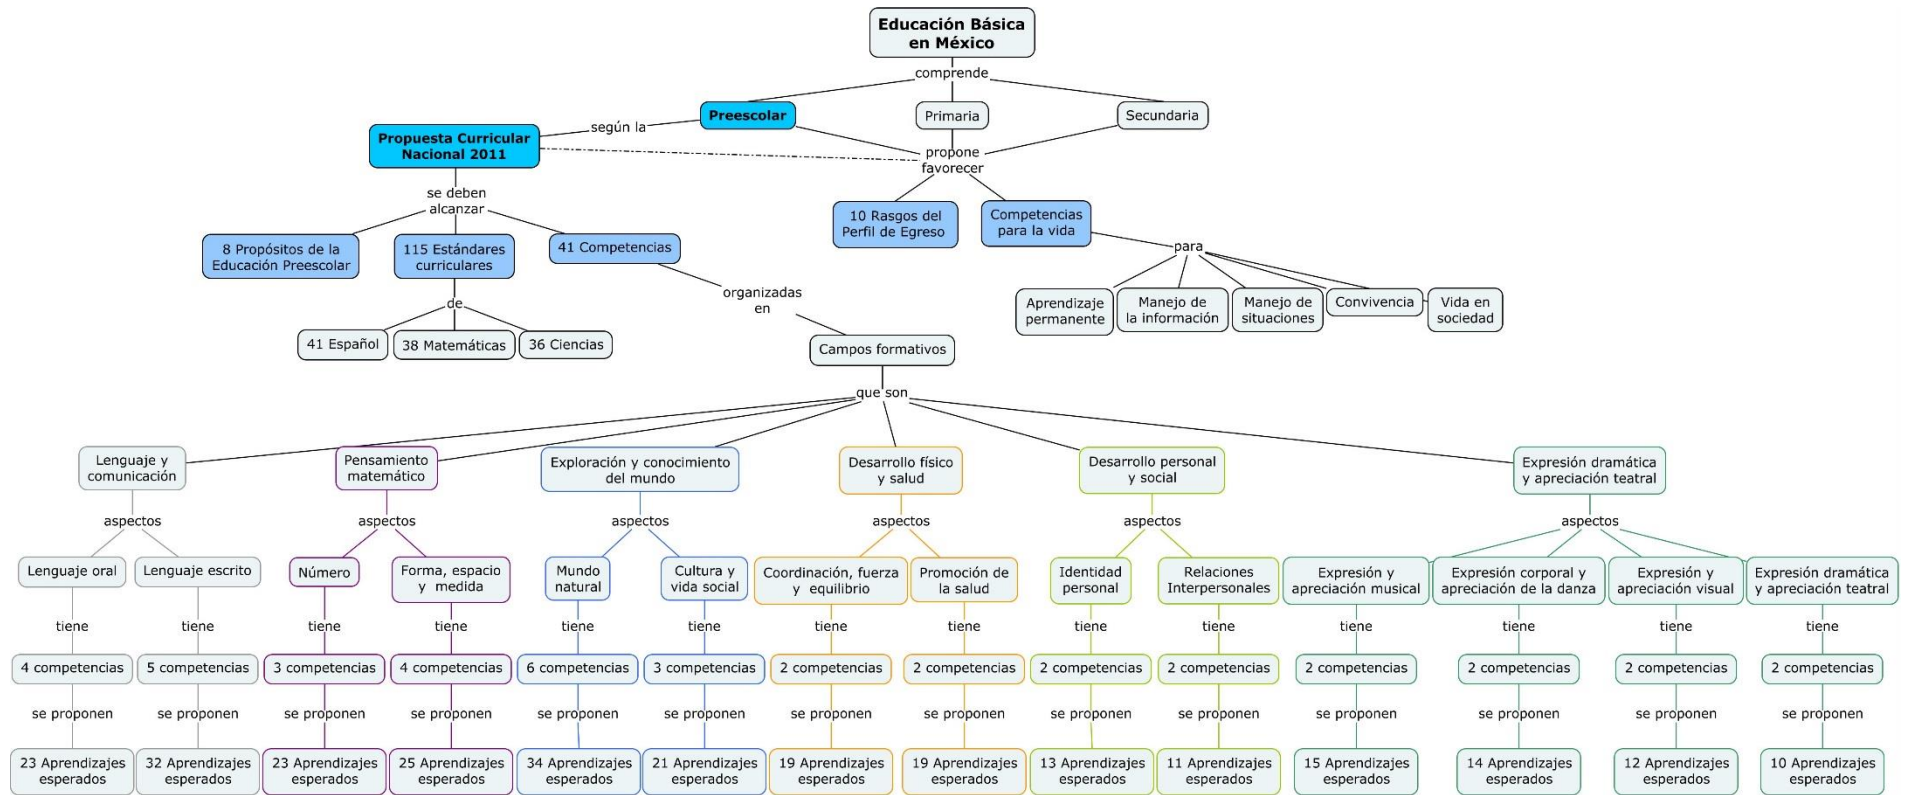 Educación Básica
en México
comprende
Preescolar
Primaria
Secundaria
según la
Propuesta Curricular
Nacional 2011
propone
favorecer
se deben
alcanzar
10 Rasgos del
Perfil de Egreso
Competencias
para la vida
8 Propósitos de la
Educación Preescolar
115 Estándares
curriculares
41 Competencias
para
organizadas
en
de
Aprendizaje
permanente
Manejo de
la información
Manejo de
situaciones
Convivencia
Vida en
sociedad
41 Español
38 Matemáticas
36 Ciencias
Campos formativos
que son
Lenguaje y
comunicación
Pensamiento
matemático
Exploración y conocimiento
del mundo
Desarrollo físico
y salud
Desarrollo personal
y social
Expresión dramática
y apreciación teatral
aspectos
aspectos
aspectos
aspectos
aspectos
aspectos
Lenguaje oral
Lenguaje escrito
Número
Forma, espacio
y medida
Mundo
natural
Cultura y
vida social
Coordinación, fuerza
y equilibrio
Promoción de
la salud
Identidad
personal
Relaciones
Interpersonales
Expresión y
apreciación musical
Expresión corporal y
apreciación de la danza
Expresión y
apreciación visual
Expresión dramática
y apreciación teatral
tiene
tiene
tiene
tiene
tiene
tiene
tiene
tiene
tiene
tiene
tiene
tiene
tiene
tiene
4 competencias
5 competencias
3 competencias
4 competencias
6 competencias
3 competencias
2 competencias
2 competencias
2 competencias
2 competencias
2 competencias
2 competencias
2 competencias
2 competencias
se proponen
se proponen
se proponen
se proponen
se proponen
se proponen
se proponen
se proponen
se proponen
se proponen
se proponen
se proponen
se proponen
se proponen
23 Aprendizajes
esperados
32 Aprendizajes
esperados
23 Aprendizajes
esperados
25 Aprendizajes
esperados
34 Aprendizajes
esperados
21 Aprendizajes
esperados
19 Aprendizajes
esperados
19 Aprendizajes
esperados
13 Aprendizajes
esperados
11 Aprendizajes
esperados
15 Aprendizajes
esperados
14 Aprendizajes
esperados
12 Aprendizajes
esperados
10 Aprendizajes
esperados